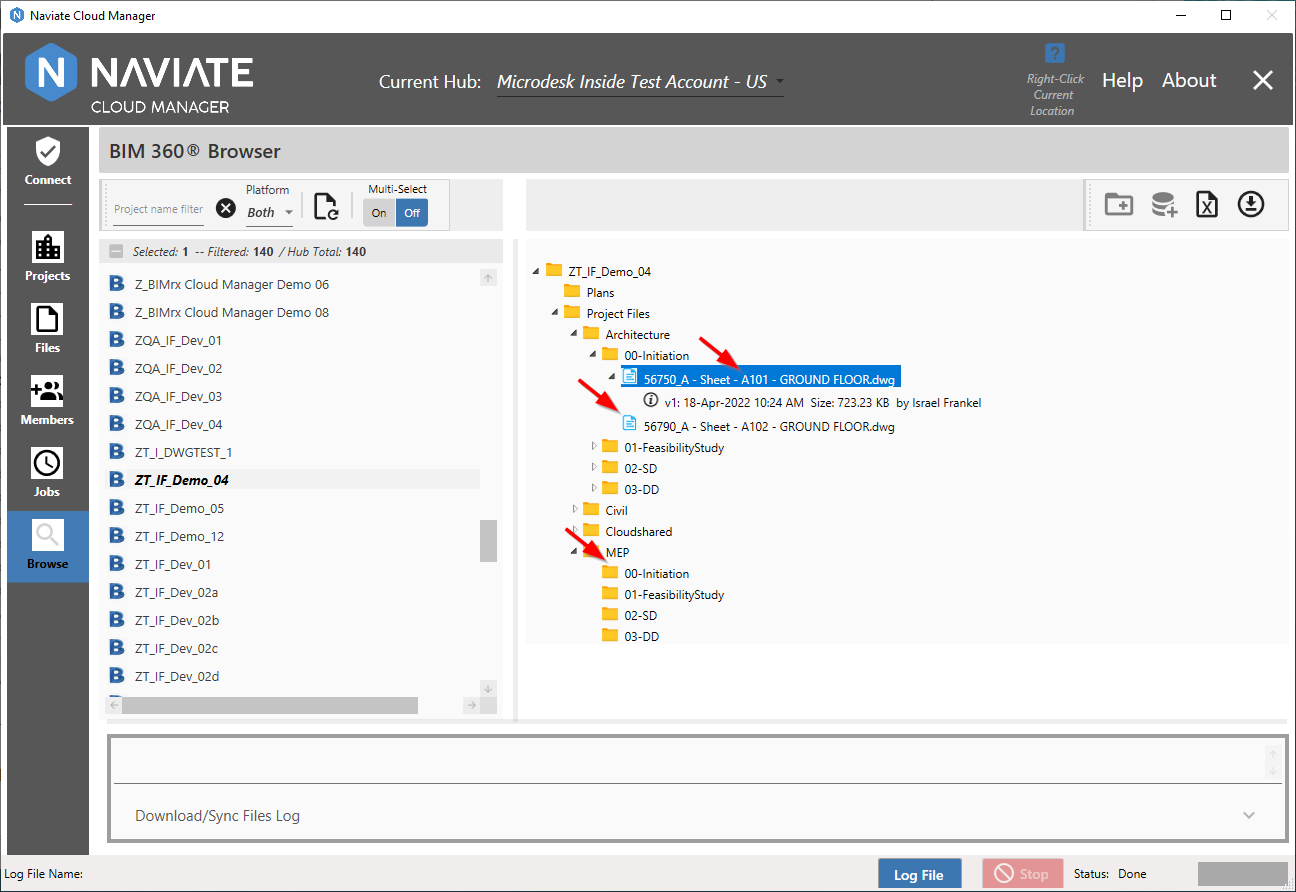 Naviate Cloud Manager
N NAVIATE
CLOUD MANAGER
Current Hub: Microdesk Inside Test Account - US
?
Right-Click
Current
Location
Help About
Connect
Projects
Files
Members
Jobs
Browse
BIM 360® Browser
Project name filter
Platform
Both
Multi-Select
On Off
Selected: 1 -- Filtered: 140 / Hub Total: 140
B Z_BIMrx Cloud Manager Demo 06
B Z_BIMrx Cloud Manager Demo 08
B ZQA_IF_Dev_01
B ZQA_IF_Dev_02
B ZQA_IF_Dev_03
B ZQA_IF_Dev_04
B ZT_I_DWGTEST_1
B ZT_IF_Demo_04
B ZT_IF_Demo_05
B ZT_IF_Demo_12
B ZT_IF_Dev_01
B ZT_IF_Dev_02a
B ZT_IF_Dev_02b
B ZT_IF_Dev_02c
B ZT_IF_Dev_02d
ZT_IF_Demo_04
Plans
Project Files
Architecture
00-Initiation
56750_A - Sheet - A101 - GROUND FLOOR.dwg
v1: 18-Apr-2022 10:24 AM Size: 723.23 KB by Israel Frankel
56790_A - Sheet - A102 - GROUND FLOOR.dwg
01-FeasibilityStudy
02-SD
03-DD
Civil
Cloudshared
MEP
00-Initiation
01-FeasibilityStudy
02-SD
03-DD
Download/Sync Files Log
Log File Name:
Log File
Stop
Status: Done